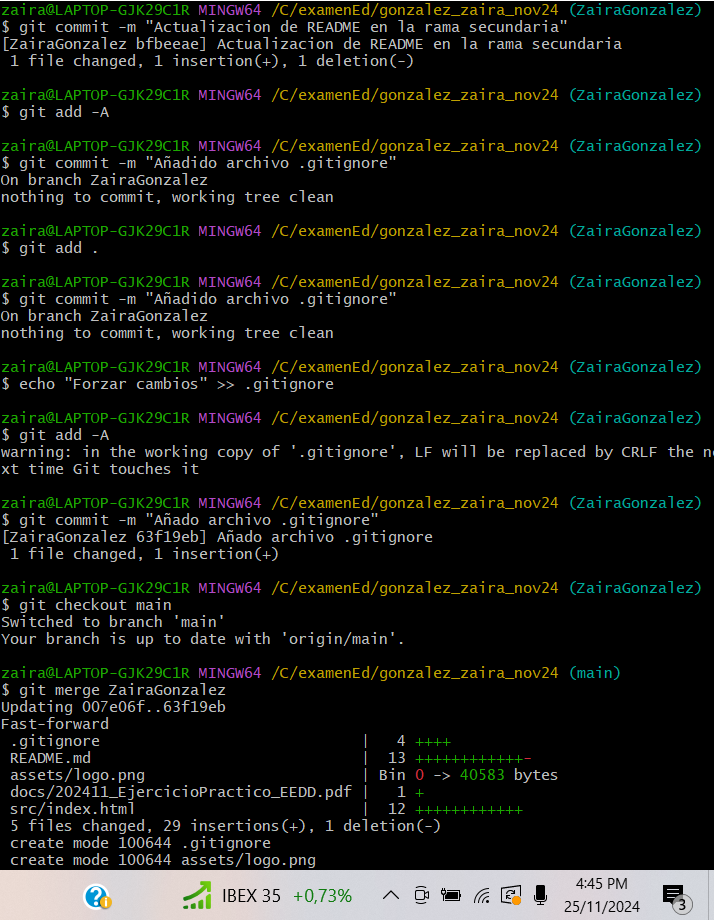 zaira@LAPTOP-GJK29C1R MINGW64 /C/examenEd/gonzalez_zaira_nov24 (ZairaGonzalez)
$ git commit -m "Actualizacion de README en la rama secundaria"
[ZairaGonzalez bfbeeae] Actualizacion de README en la rama secundaria
 1 file changed, 1 insertion(+), 1 deletion(-)
zaira@LAPTOP-GJK29C1R MINGW64 /C/examenEd/gonzalez_zaira_nov24 (ZairaGonzalez)
$ git add -A
zaira@LAPTOP-GJK29C1R MINGW64 /C/examenEd/gonzalez_zaira_nov24 (ZairaGonzalez)
$ git commit -m "Añadido archivo .gitignore"
On branch ZairaGonzalez
nothing to commit, working tree clean
zaira@LAPTOP-GJK29C1R MINGW64 /C/examenEd/gonzalez_zaira_nov24 (ZairaGonzalez)
$ git add .
zaira@LAPTOP-GJK29C1R MINGW64 /C/examenEd/gonzalez_zaira_nov24 (ZairaGonzalez)
$ git commit -m "Añadido archivo .gitignore"
On branch ZairaGonzalez
nothing to commit, working tree clean
zaira@LAPTOP-GJK29C1R MINGW64 /C/examenEd/gonzalez_zaira_nov24 (ZairaGonzalez)
$ echo "Forzar cambios" >> .gitignore
zaira@LAPTOP-GJK29C1R MINGW64 /C/examenEd/gonzalez_zaira_nov24 (ZairaGonzalez)
$ git add -A
warning: in the working copy of '.gitignore', LF will be replaced by CRLF the ne
xt time Git touches it
zaira@LAPTOP-GJK29C1R MINGW64 /C/examenEd/gonzalez_zaira_nov24 (ZairaGonzalez)
$ git commit -m "Añado archivo .gitignore"
[ZairaGonzalez 63f19eb] Añado archivo .gitignore
 1 file changed, 1 insertion(+)
zaira@LAPTOP-GJK29C1R MINGW64 /C/examenEd/gonzalez_zaira_nov24 (ZairaGonzalez)
$ git checkout main
Switched to branch 'main'
Your branch is up to date with 'origin/main'.
zaira@LAPTOP-GJK29C1R MINGW64 /C/examenEd/gonzalez_zaira_nov24 (main)
$ git merge ZairaGonzalez
Updating 007e06f..63f19eb
Fast-forward
 .gitignore | 4 ++++
 README.md | 13 ++++++++++++-
 assets/logo.png | Bin 0 -> 40583 bytes
 docs/202411_EjercicioPractico_EEDD.pdf | 1 +
 src/index.html | 12 ++++++++++++
 5 files changed, 29 insertions(+), 1 deletion(-)
 create mode 100644 .gitignore
 create mode 100644 assets/logo.png
IBEX 35 +0,73%
4:45 PM
25/11/2024
3